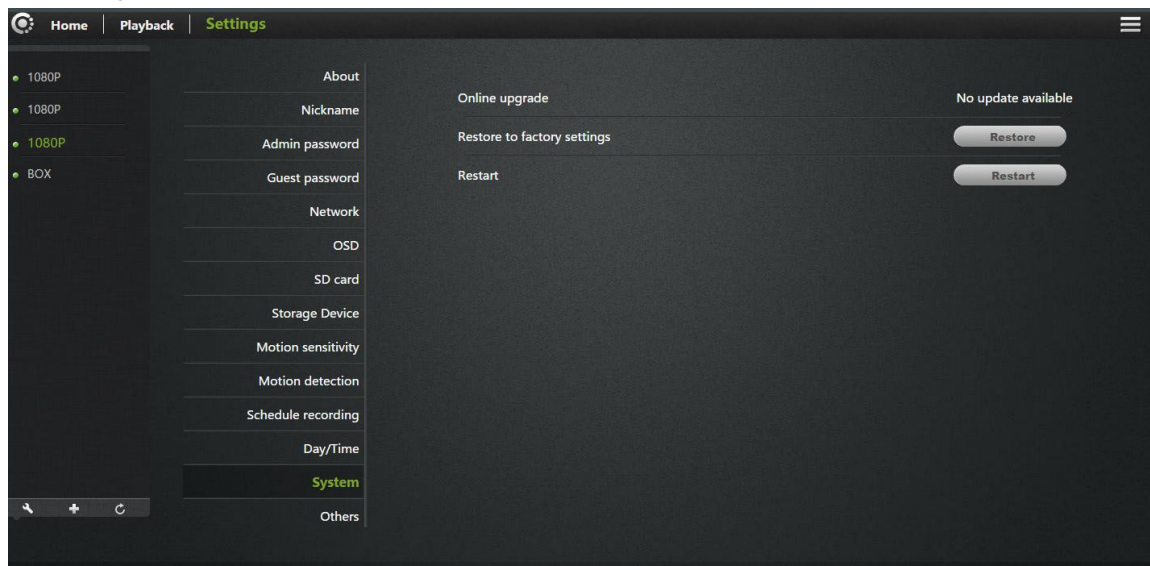 Home | Playback | Settings
1080P
1080P
1080P
BOX
About
Nickname
Admin password
Guest password
Network
OSD
SD card
Storage Device
Motion sensitivity
Motion detection
Schedule recording
Day/Time
System
Others
Online upgrade No update available
Restore to factory settings Restore
Restart Restart